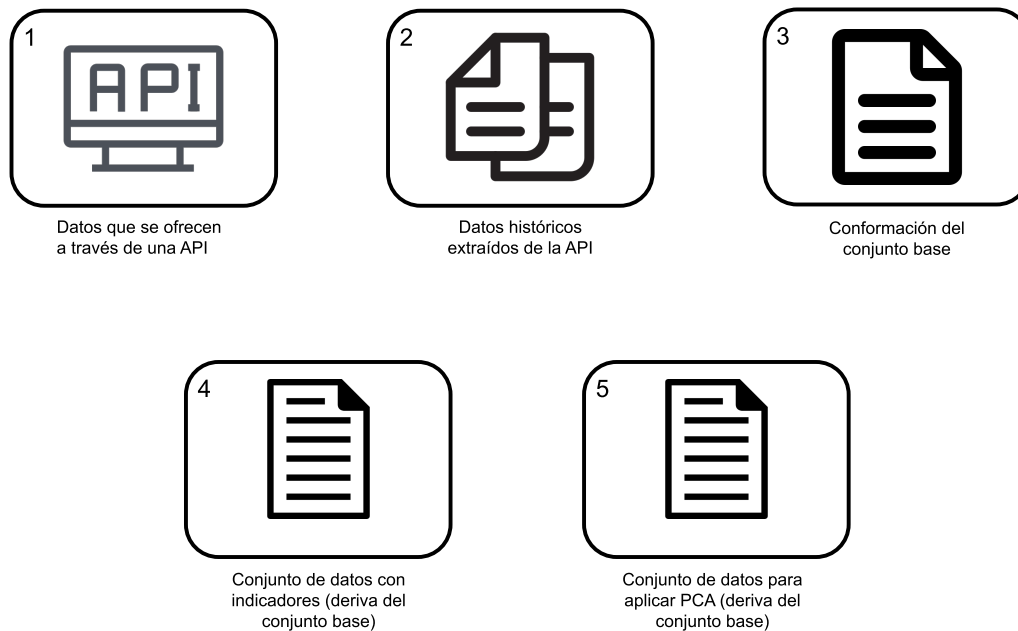 1
API
Datos que se ofrecen
a través de una API
2
Datos históricos
extraídos de la API
3
Conformación del
conjunto base
4
Conjunto de datos con
indicadores (deriva del
conjunto base)
5
Conjunto de datos para
aplicar PCA (deriva del
conjunto base)